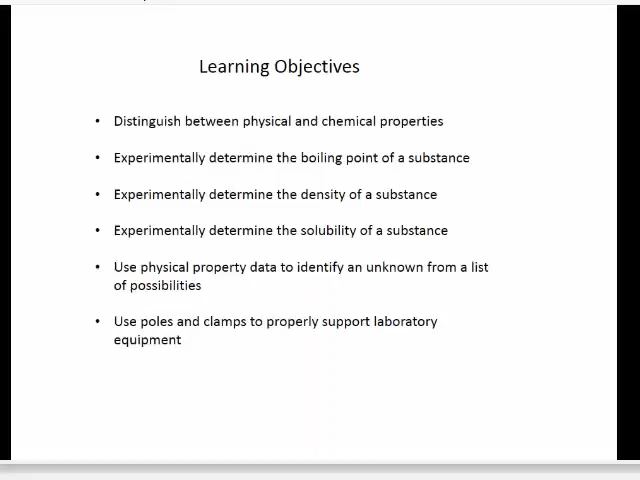 Learning Objectives
• Distinguish between physical and chemical properties
• Experimentally determine the boiling point of a substance
• Experimentally determine the density of a substance
• Experimentally determine the solubility of a substance
• Use physical property data to identify an unknown from a list
of possibilities
• Use poles and clamps to properly support laboratory
equipment